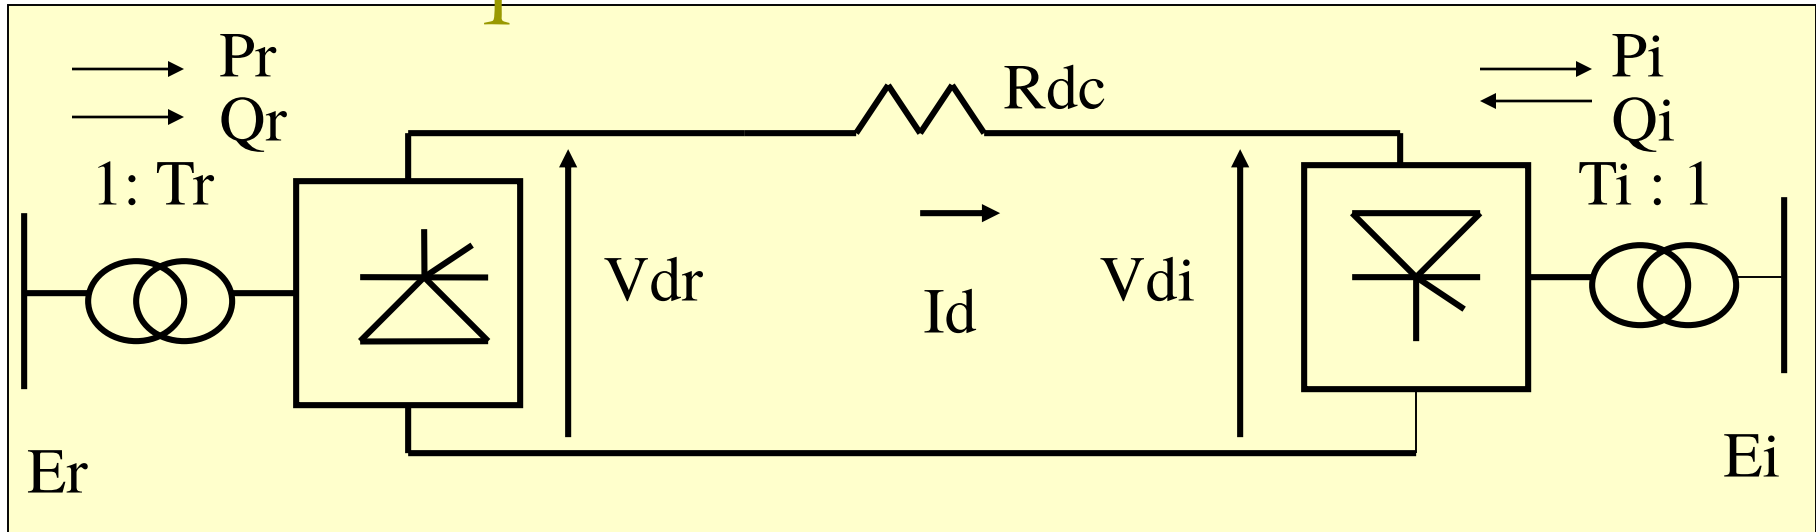 Pr
Qr
1: Tr
Rdc
Pi
Qi
Ti : 1
Vdr
Id
Vdi
Er
Ei